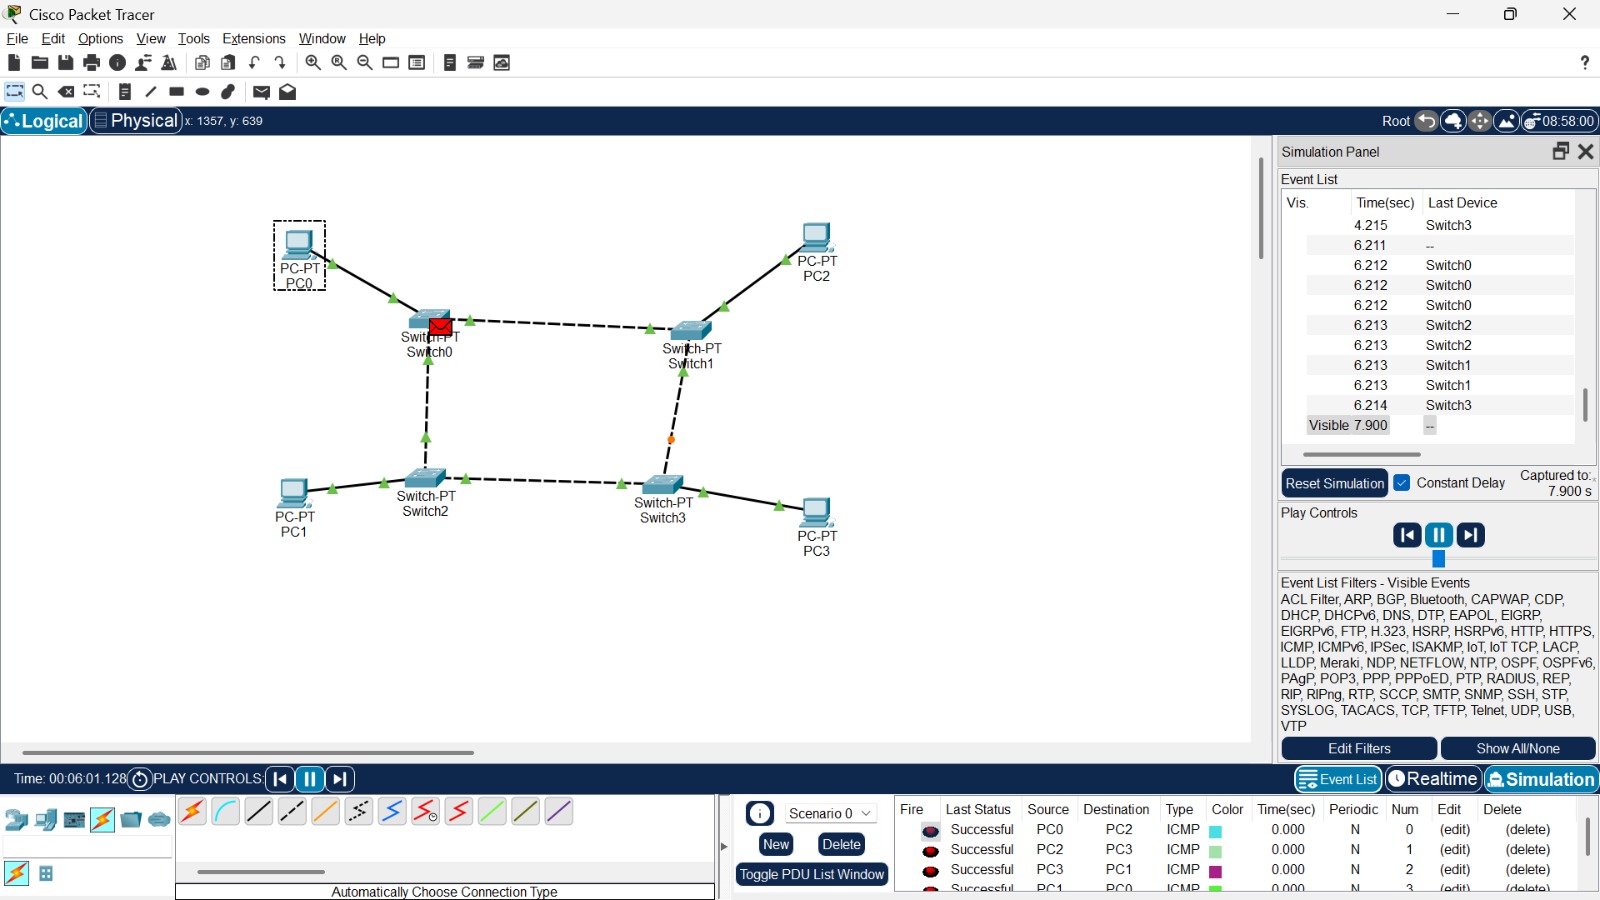 Cisco Packet Tracer
File Edit Options View Tools Extensions Window Help
?
Logical Physical x: 1357, y: 639 Root 08:58:00
Simulation Panel
Event List
Vis. Time(sec) Last Device
4.215 Switch3
6.211 --
6.212 Switch0
6.212 Switch0
6.212 Switch0
6.213 Switch2
6.213 Switch2
6.213 Switch1
6.213 Switch1
6.214 Switch3
Visible 7.900 --
Reset Simulation Constant Delay Captured to:
7.900 s
Play Controls
Event List Filters - Visible Events
ACL Filter, ARP, BGP, Bluetooth, CAPWAP, CDP,
DHCP, DHCPv6, DNS, DTP, EAPOL, EIGRP,
EIGRPv6, FTP, H.323, HSRP, HSRPv6, HTTP, HTTPS,
ICMP, ICMPv6, IPSec, ISAKMP, IoT, IoT TCP, LACP,
LLDP, Meraki, NDP, NETFLOW, NTP, OSPF, OSPFv6,
PAgP, POP3, PPP, PPPoED, PTP, RADIUS, REP,
RIP, RIPng, RTP, SCCP, SMTP, SNMP, SSH, STP,
SYSLOG, TACACS, TCP, TFTP, Telnet, UDP, USB,
VTP
Edit Filters Show All/None
PC-PT
PC0
PC-PT
PC2
Switch-PT
Switch0
Switch-PT
Switch1
PC-PT
PC1
Switch-PT
Switch2
Switch-PT
Switch3
PC-PT
PC3
Time: 00:06:01.128 PLAY CONTROLS: Event List Realtime Simulation
Automatically Choose Connection Type
Scenario 0
New Delete
Toggle PDU List Window
Fire Last Status Source Destination Type Color Time(sec) Periodic Num Edit Delete
Successful PC0 PC2 ICMP 0.000 N 0 (edit) (delete)
Successful PC2 PC3 ICMP 0.000 N 1 (edit) (delete)
Successful PC3 PC1 ICMP 0.000 N 2 (edit) (delete)
Successful PC1 PC0 ICMP 0.000 N 3 (edit) (delete)